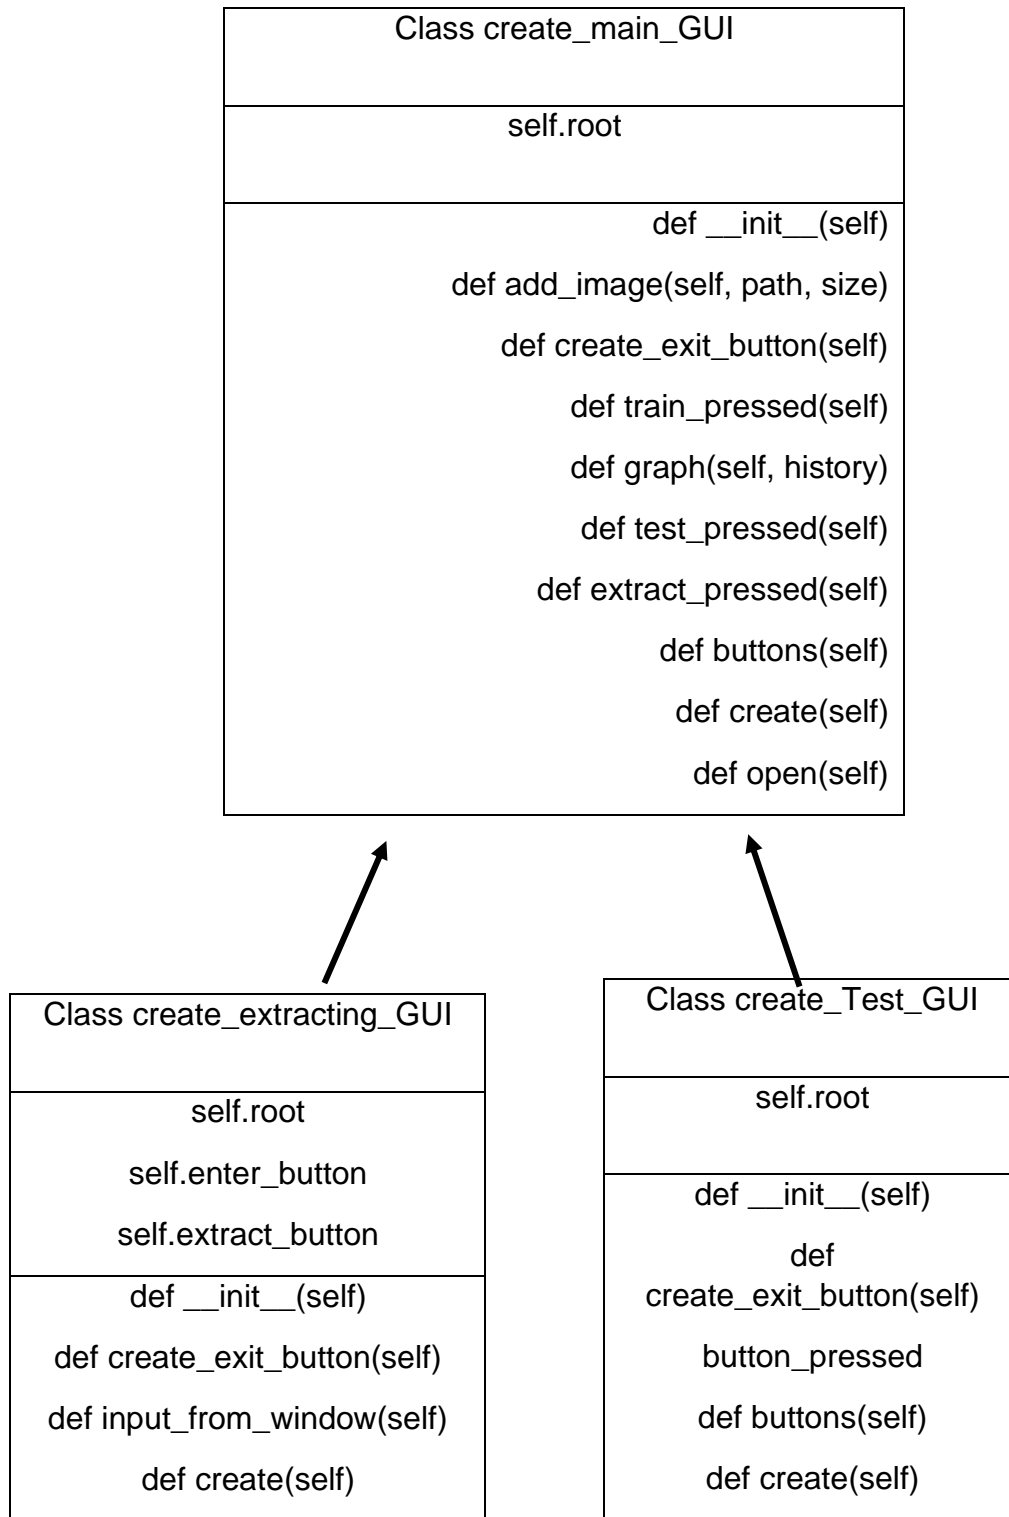 Class create_main_GUI
self.root
def __init__(self)
def add_image(self, path, size)
def create_exit_button(self)
def train_pressed(self)
def graph(self, history)
def test_pressed(self)
def extract_pressed(self)
def buttons(self)
def create(self)
def open(self)
Class create_extracting_GUI
self.root
self.enter_button
self.extract_button
def __init__(self)
def create_exit_button(self)
def input_from_window(self)
def create(self)
Class create_Test_GUI
self.root
def __init__(self)
def
create_exit_button(self)
button_pressed
def buttons(self)
def create(self)